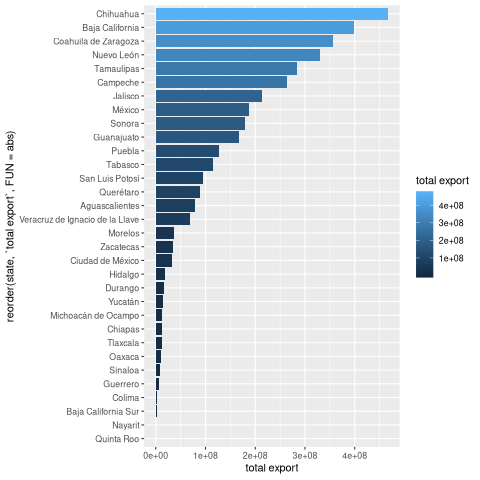 Chihuahua
Baja California
Coahuila de Zaragoza
Nuevo León
Tamaulipas
Campeche
Jalisco
México
Sonora
Guanajuato
Puebla
Tabasco
San Luis Potosí
Querétaro
Aguascalientes
Veracruz de Ignacio de la Llave
Morelos
Zacatecas
Ciudad de México
Hidalgo
Durango
Yucatán
Michoacán de Ocampo
Chiapas
Tlaxcala
Oaxaca
Sinaloa
Guerrero
Colima
Baja California Sur
Nayarit
Quinta Roo
reorder(state, `total export`, FUN = abs)
0e+00 1e+08 2e+08 3e+08 4e+08
total export
total export
4e+08
3e+08
2e+08
1e+08